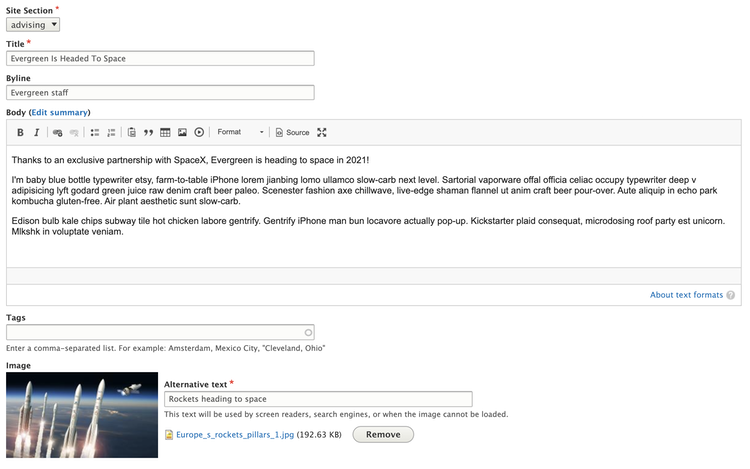 Site Section *
advising
Title *
Evergreen Is Headed To Space
Byline
Evergreen staff
Body (Edit summary)
B I Format Source
Thanks to an exclusive partnership with SpaceX, Evergreen is heading to space in 2021!
I'm baby blue bottle typewriter etsy, farm-to-table iPhone lorem jianbing lomo ullamco slow-carb next level. Sartorial vaporware offal officia celiac occupy typewriter deep v
adipisicing lyft godard green juice raw denim craft beer paleo. Scenester fashion axe chillwave, live-edge shaman flannel ut anim craft beer pour-over. Aute aliquip in echo park
kombucha gluten-free. Air plant aesthetic sunt slow-carb.
Edison bulb kale chips subway tile hot chicken labore gentrify. Gentrify iPhone man bun locavore actually pop-up. Kickstarter plaid consequat, microdosing roof party est unicorn.
Mlkshk in voluptate veniam.
About text formats ?
Tags
Enter a comma-separated list. For example: Amsterdam, Mexico City, "Cleveland, Ohio"
Image
Alternative text *
Rockets heading to space
This text will be used by screen readers, search engines, or when the image cannot be loaded.
Europe_s_rockets_pillars_1.jpg (192.63 KB) Remove